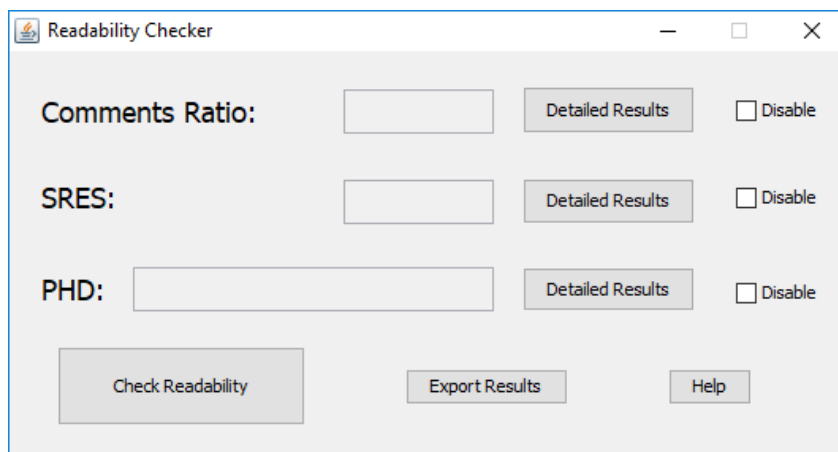 Readability Checker
Comments Ratio: Detailed Results Disable
SRES: Detailed Results Disable
PHD: Detailed Results Disable
Check Readability Export Results Help